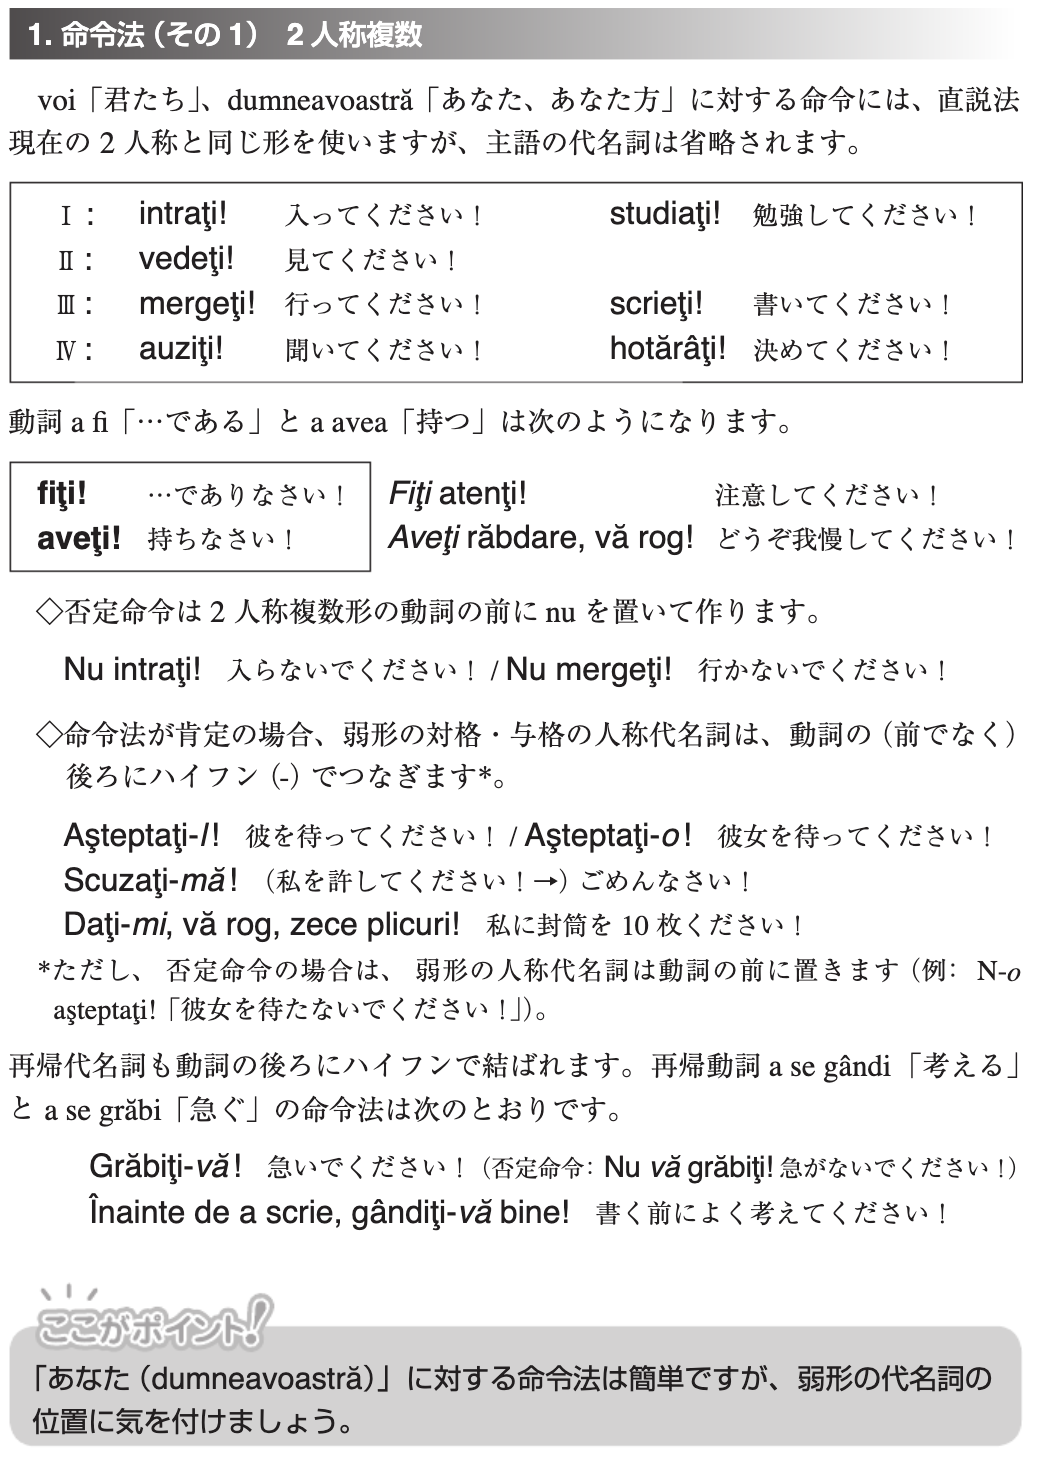 1. 命令法（その1） 2人称複数
voi「君たち」、dumneavoastră「あなた、あなた方」に対する命令には、直説法
現在の2人称と同じ形を使いますが、主語の代名詞は省略されます。
Ⅰ： intraţi! 入ってください！ studiaţi! 勉強してください！
Ⅱ： vedeţi! 見てください！
Ⅲ： mergeţi! 行ってください！ scrieţi! 書いてください！
Ⅳ： auziţi! 聞いてください！ hotărâţi! 決めてください！
動詞 a fi「…である」と a avea「持つ」は次のようになります。
fiţi! …でありなさい！ Fiţi atenţi! 注意してください！
aveţi! 持ちなさい！ Aveţi răbdare, vă rog! どうぞ我慢してください！
◇否定命令は2人称複数形の動詞の前に nu を置いて作ります。
Nu intraţi! 入らないでください！ / Nu mergeţi! 行かないでください！
◇命令法が肯定の場合、弱形の対格・与格の人称代名詞は、動詞の（前でなく）
後ろにハイフン（-）でつなぎます*。
Aşteptaţi-l! 彼を待ってください！ / Aşteptaţi-o! 彼女を待ってください！
Scuzaţi-mă! （私を許してください！→）ごめんなさい！
Daţi-mi, vă rog, zece plicuri! 私に封筒を10枚ください！
*ただし、否定命令の場合は、弱形の人称代名詞は動詞の前に置きます（例： N-o
aşteptaţi!「彼女を待たないでください！」）。
再帰代名詞も動詞の後ろにハイフンで結ばれます。再帰動詞 a se gândi「考える」
と a se grăbi「急ぐ」の命令法は次のとおりです。
Grăbiţi-vă! 急いでください！（否定命令： Nu vă grăbiţi! 急がないでください！）
Înainte de a scrie, gândiţi-vă bine! 書く前によく考えてください！
ここがポイント!
「あなた（dumneavoastră）」に対する命令法は簡単ですが、弱形の代名詞の
位置に気を付けましょう。